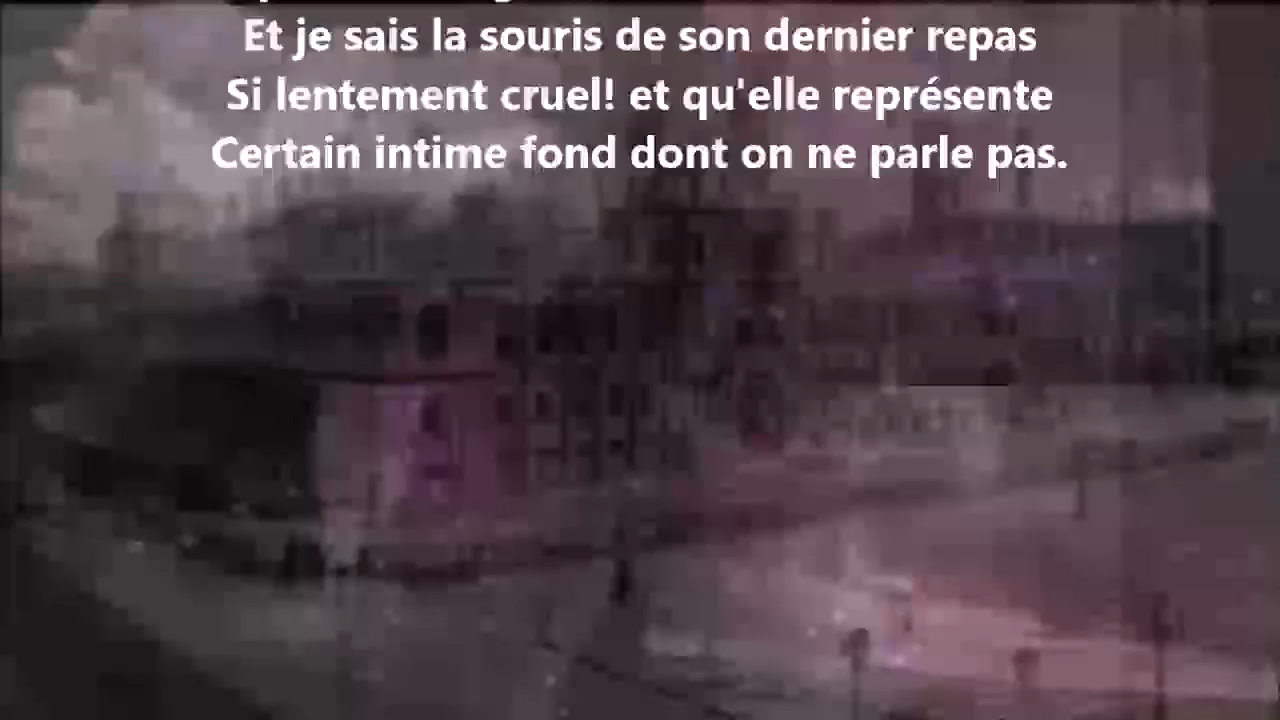 Et je sais la souris de son dernier repas
Si lentement cruel! et qu'elle représente
Certain intime fond dont on ne parle pas.